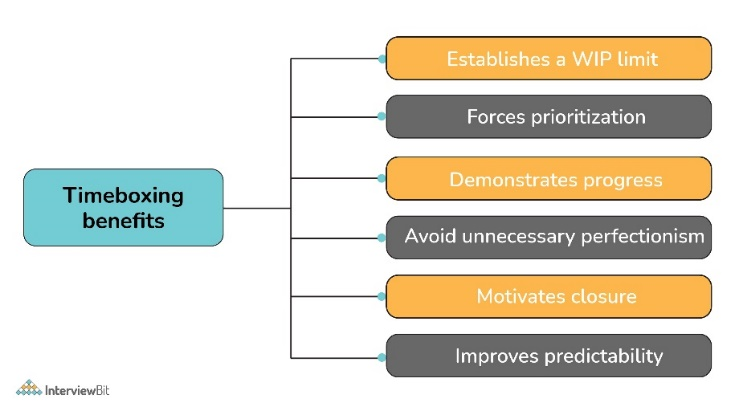 Timeboxing
benefits
Establishes a WIP limit
Forces prioritization
Demonstrates progress
Avoid unnecessary perfectionism
Motivates closure
Improves predictability
InterviewBit